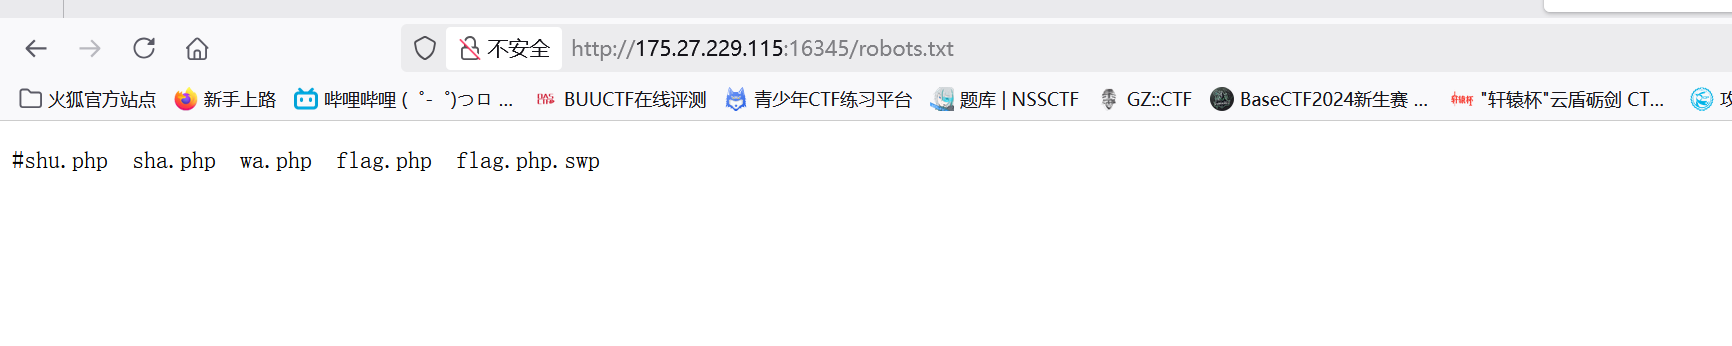 不安全 http://175.27.229.115:16345/robots.txt
火狐官方站点 新手上路 哔哩哔哩 ( ゜- ゜)つロ ... BUUCTF在线评测 青少年CTF练习平台 题库 | NSSCTF GZ::CTF BaseCTF2024新生赛 ... "轩辕杯"云盾砺剑 CT...
#shu.php sha.php wa.php flag.php flag.php.swp